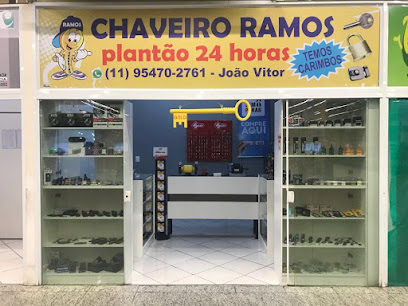 RAMOS
CHAVEIRO RAMOS
plantão 24 horas
(11) 95470-2761 - João Vitor
TEMOS
CARIMBOS
COMPRE
AQUI